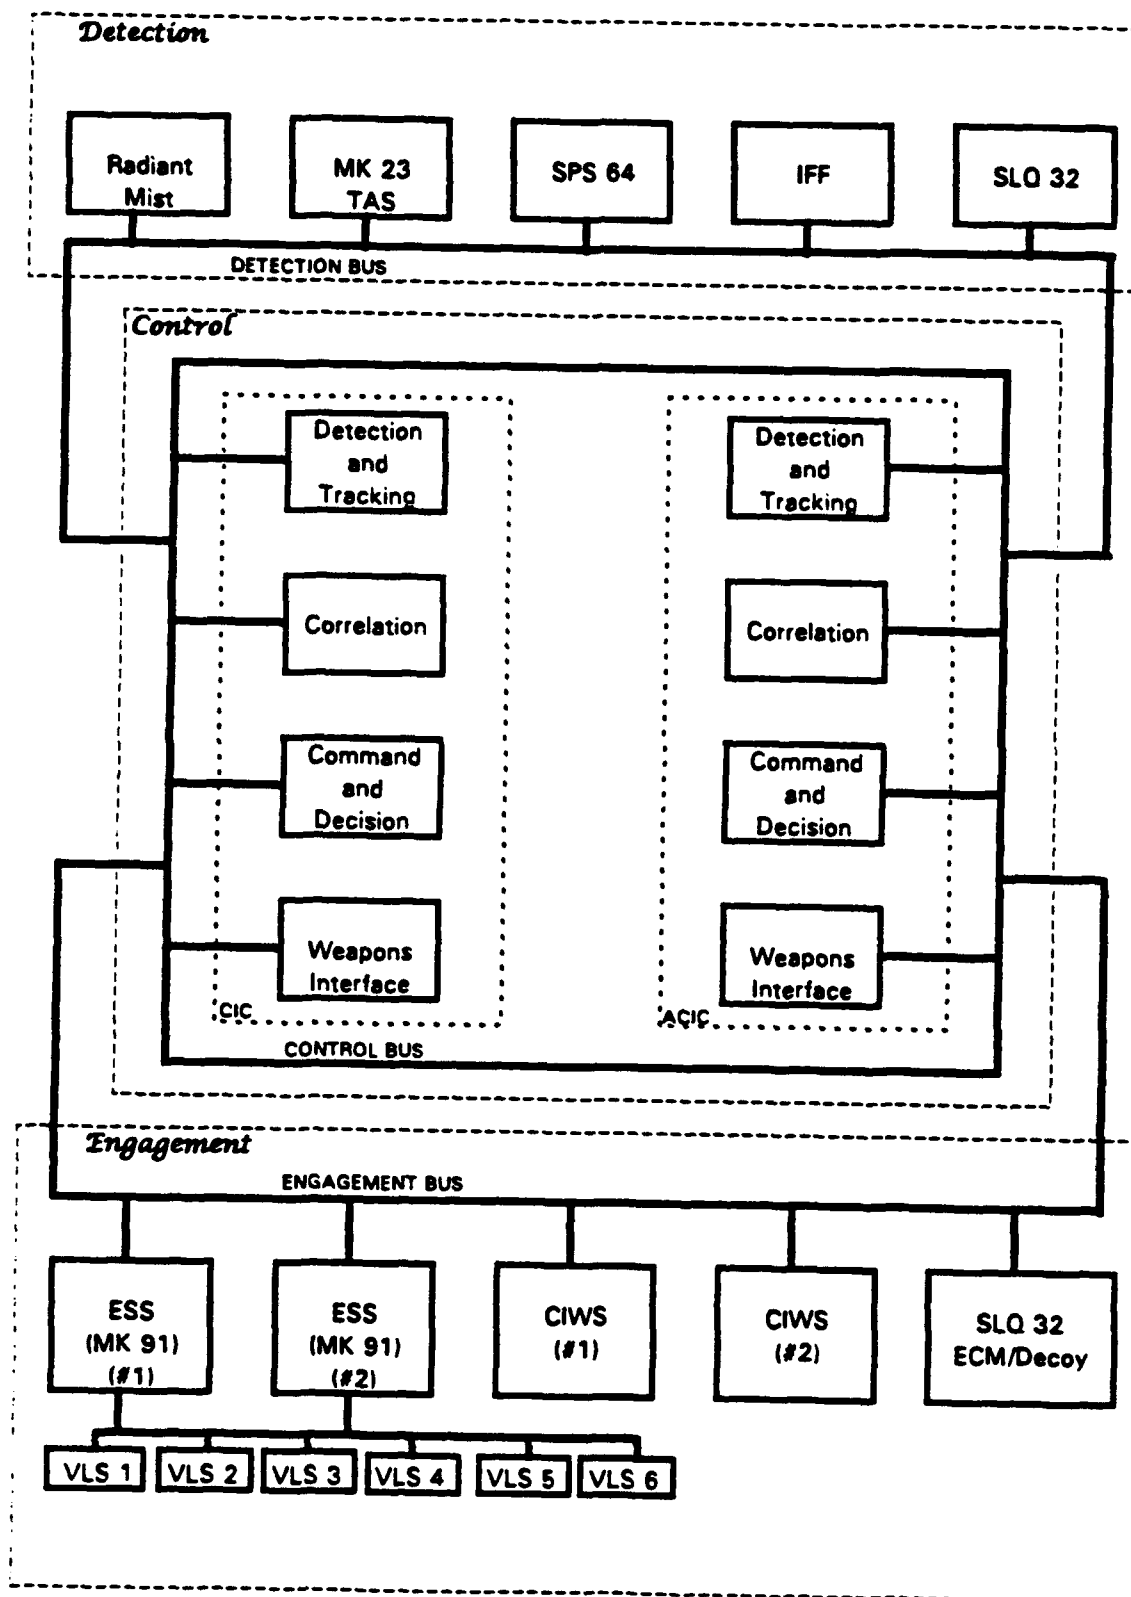 Detection
Radiant
Mist
MK 23
TAS
SPS 64
IFF
SLQ 32
DETECTION BUS
Control
Detection
and
Tracking
Correlation
Command
and
Decision
Weapons
Interface
CIC
Detection
and
Tracking
Correlation
Command
and
Decision
Weapons
Interface
ACIC
CONTROL BUS
Engagement
ENGAGEMENT BUS
ESS
(MK 91)
(#1)
ESS
(MK 91)
(#2)
CIWS
(#1)
CIWS
(#2)
SLQ 32
ECM/Decoy
VLS 1
VLS 2
VLS 3
VLS 4
VLS 5
VLS 6